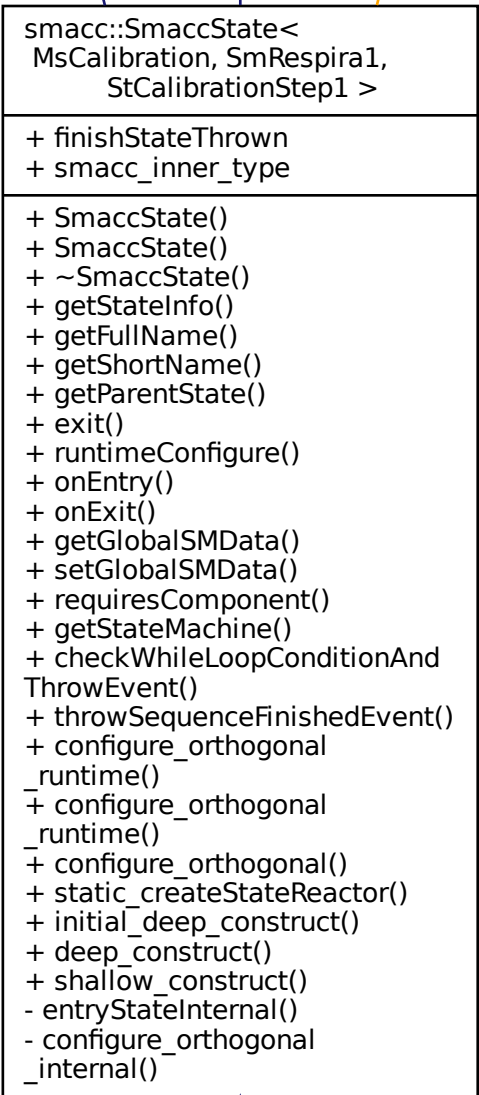 smacc::SmaccState<
MsCalibration, SmRespira1,
StCalibrationStep1 >
+ finishStateThrown
+ smacc_inner_type
+ SmaccState()
+ SmaccState()
+ ~SmaccState()
+ getStateInfo()
+ getFullName()
+ getShortName()
+ getParentState()
+ exit()
+ runtimeConfigure()
+ onEntry()
+ onExit()
+ getGlobalSMData()
+ setGlobalSMData()
+ requiresComponent()
+ getStateMachine()
+ checkWhileLoopConditionAnd
ThrowEvent()
+ throwSequenceFinishedEvent()
+ configure_orthogonal
_runtime()
+ configure_orthogonal
_runtime()
+ configure_orthogonal()
+ static_createStateReactor()
+ initial_deep_construct()
+ deep_construct()
+ shallow_construct()
- entryStateInternal()
- configure_orthogonal
_internal()